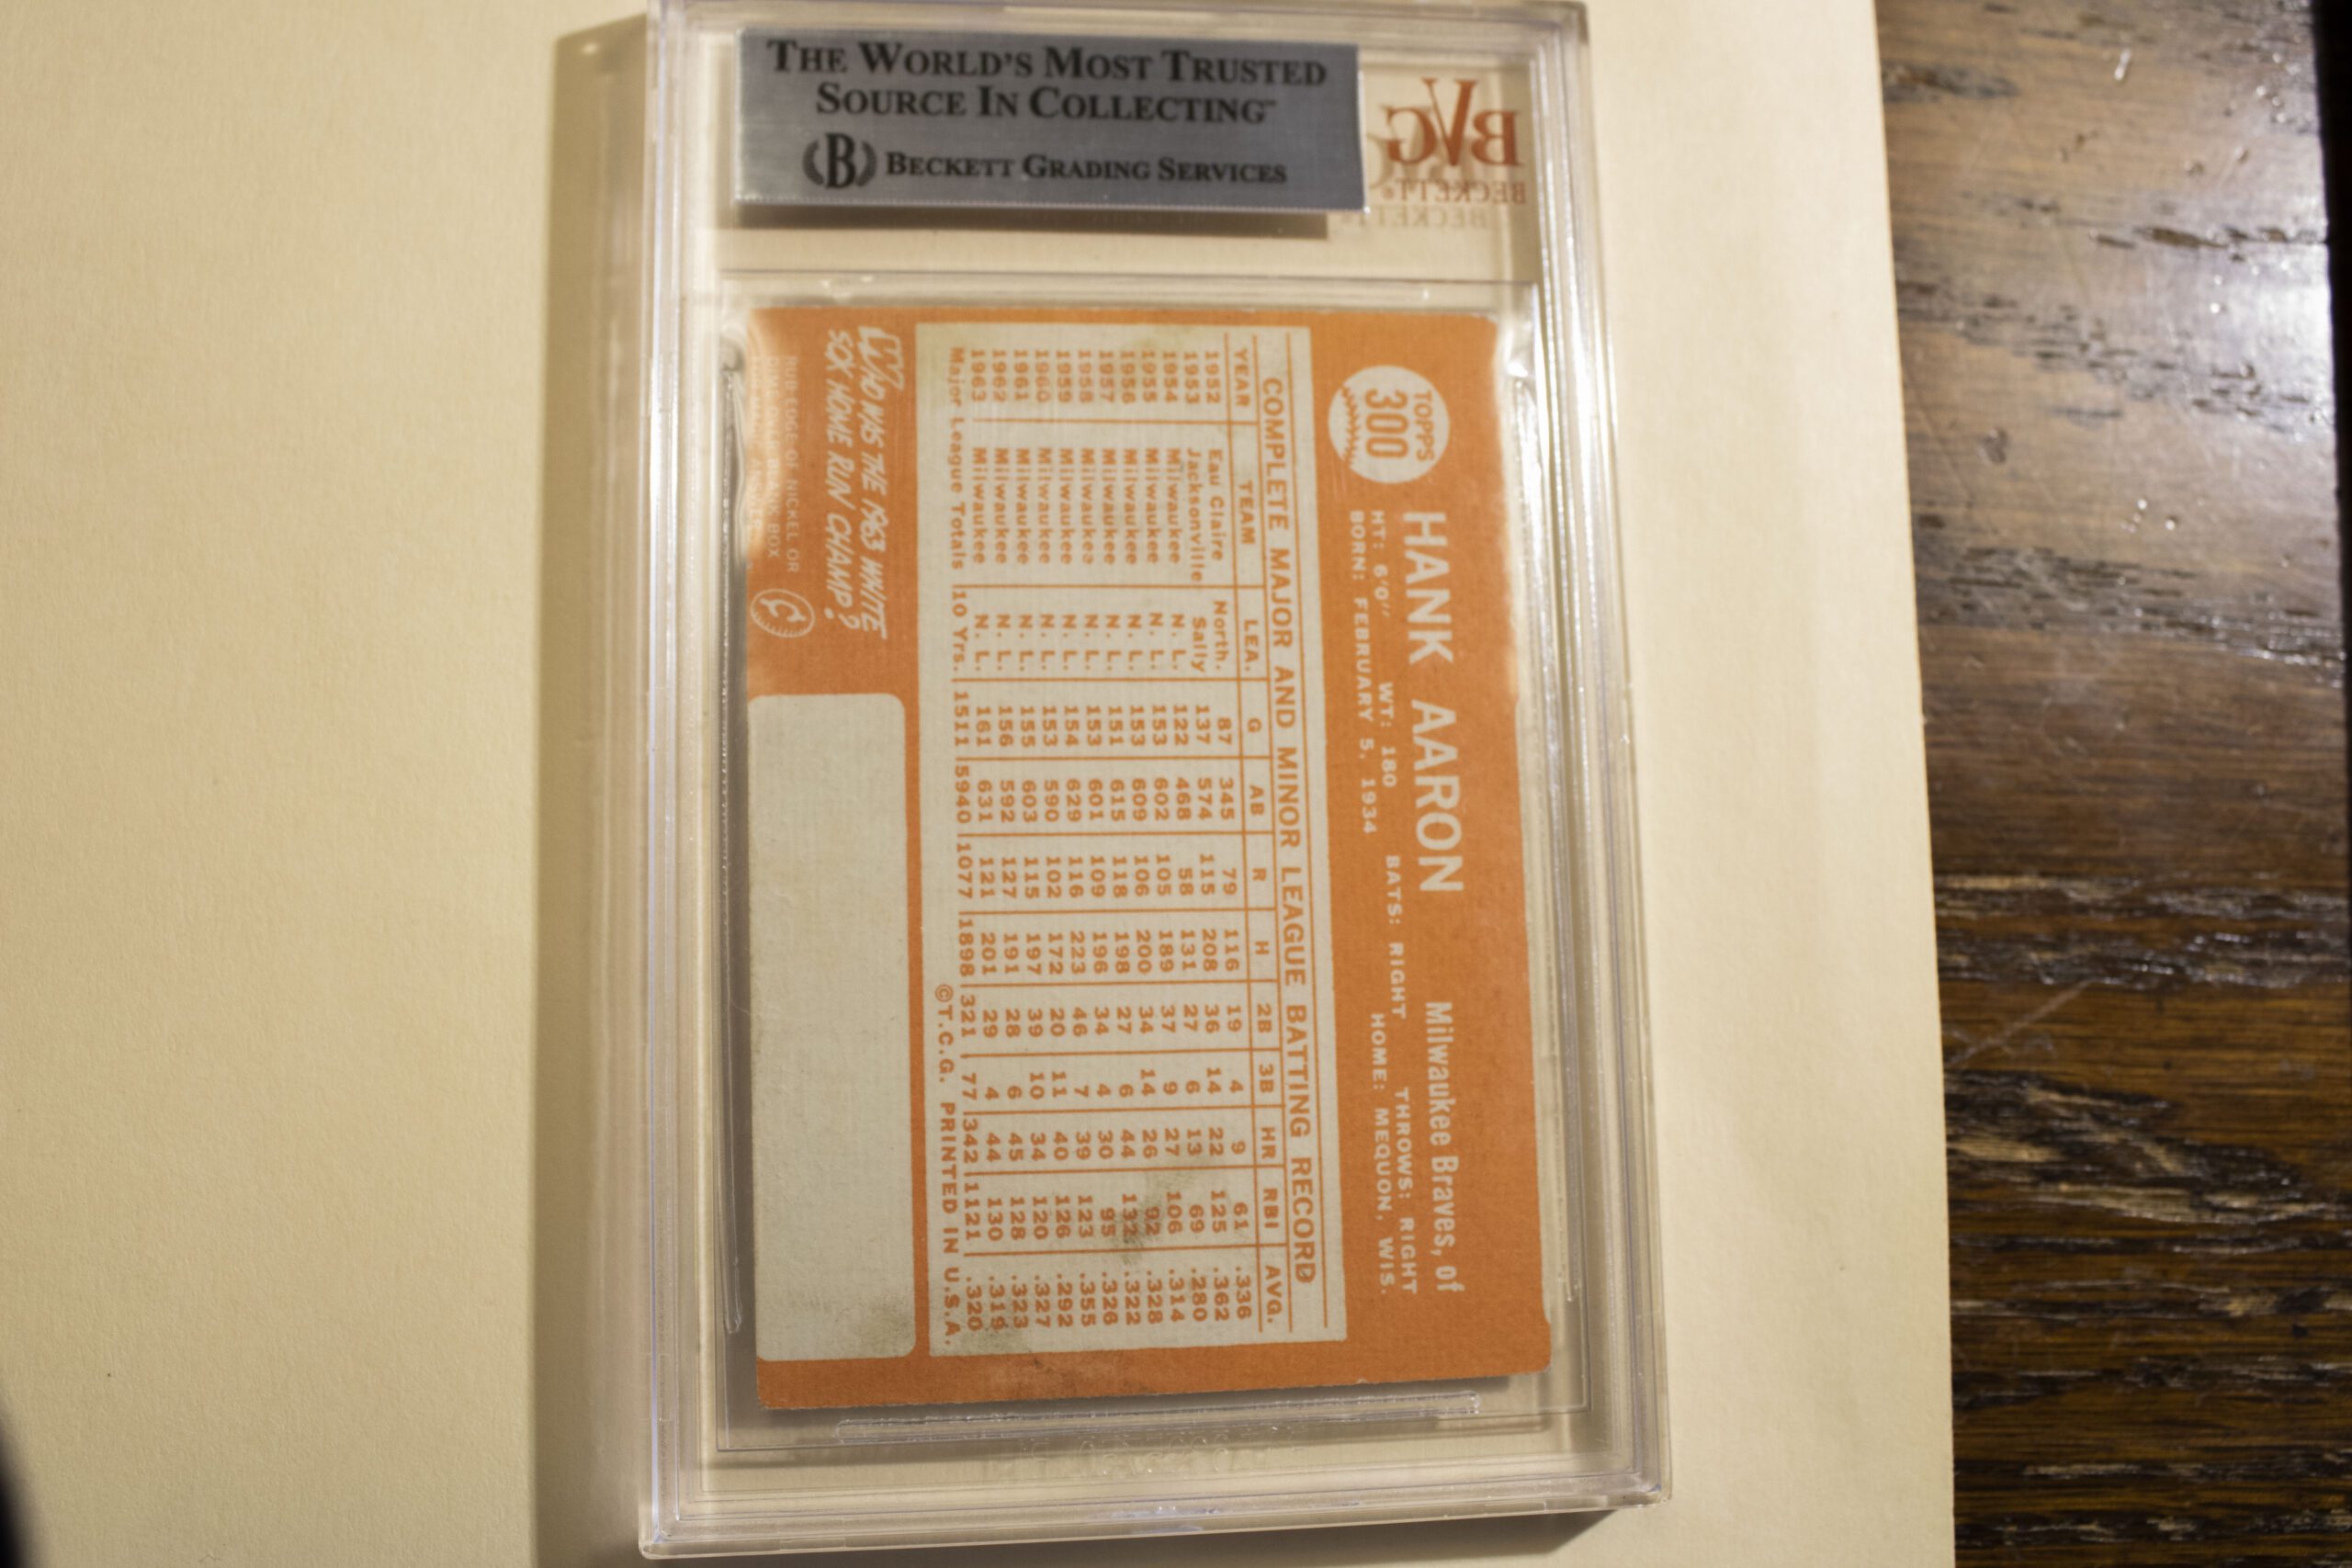 THE WORLD'S MOST TRUSTED
SOURCE IN COLLECTING™
B BECKETT GRADING SERVICES
BVG
BECKETT®
TOPPS
300
HANK AARON Milwaukee Braves, of
HT: 6'0" WT: 180 BATS: RIGHT THROWS: RIGHT
BORN: FEBRUARY 5, 1934 HOME: MEQUON, WIS.
COMPLETE MAJOR AND MINOR LEAGUE BATTING RECORD
YEAR TEAM LEA. G AB R H 2B 3B HR RBI AVG.
1952 Eau Claire North. 87 345 79 116 19 4 9 61 .336
1953 Jacksonville Sally 137 574 115 208 36 14 22 125 .362
1954 Milwaukee N. L. 122 468 58 131 27 6 13 69 .280
1955 Milwaukee N. L. 153 602 105 189 37 9 27 106 .314
1956 Milwaukee N. L. 153 609 106 200 34 14 26 92 .328
1957 Milwaukee N. L. 151 615 118 198 27 6 44 132 .322
1958 Milwaukee N. L. 153 601 109 196 34 4 30 95 .326
1959 Milwaukee N. L. 154 629 116 223 46 7 39 123 .355
1960 Milwaukee N. L. 153 590 102 172 20 11 40 126 .292
1961 Milwaukee N. L. 155 603 115 197 39 10 34 120 .327
1962 Milwaukee N. L. 156 592 127 191 28 6 45 128 .323
1963 Milwaukee N. L. 161 631 121 201 29 4 44 130 .319
Major League Totals 10 Yrs. 1511 5940 1077 1898 321 77 342 1121 .320
©T.C.G. PRINTED IN U.S.A.
WHO WAS THE 1963 WHITE
SOX HOME RUN CHAMP?
RUB EDGE OF NICKEL OR
BOX